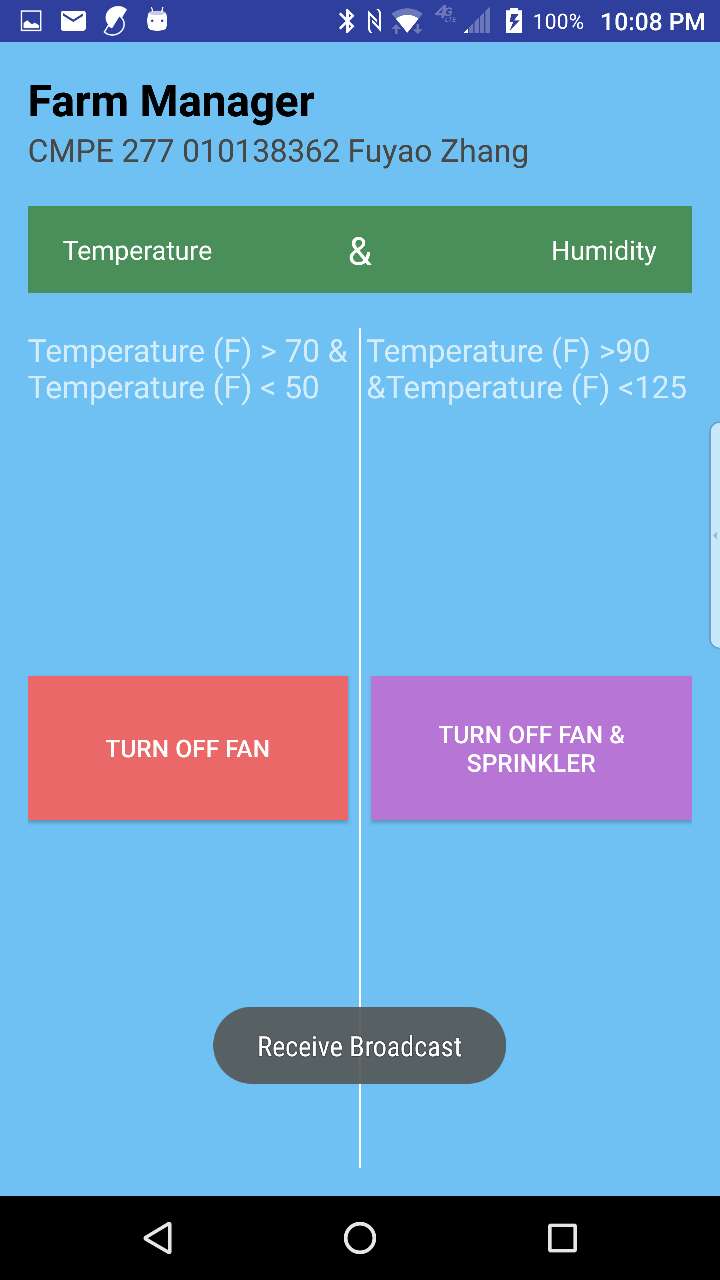 4G LTE 100% 10:08 PM
Farm Manager
CMPE 277 010138362 Fuyao Zhang
Temperature & Humidity
Temperature (F) > 70 &
Temperature (F) < 50
Temperature (F) >90
&Temperature (F) <125
TURN OFF FAN
TURN OFF FAN &
SPRINKLER
Receive Broadcast